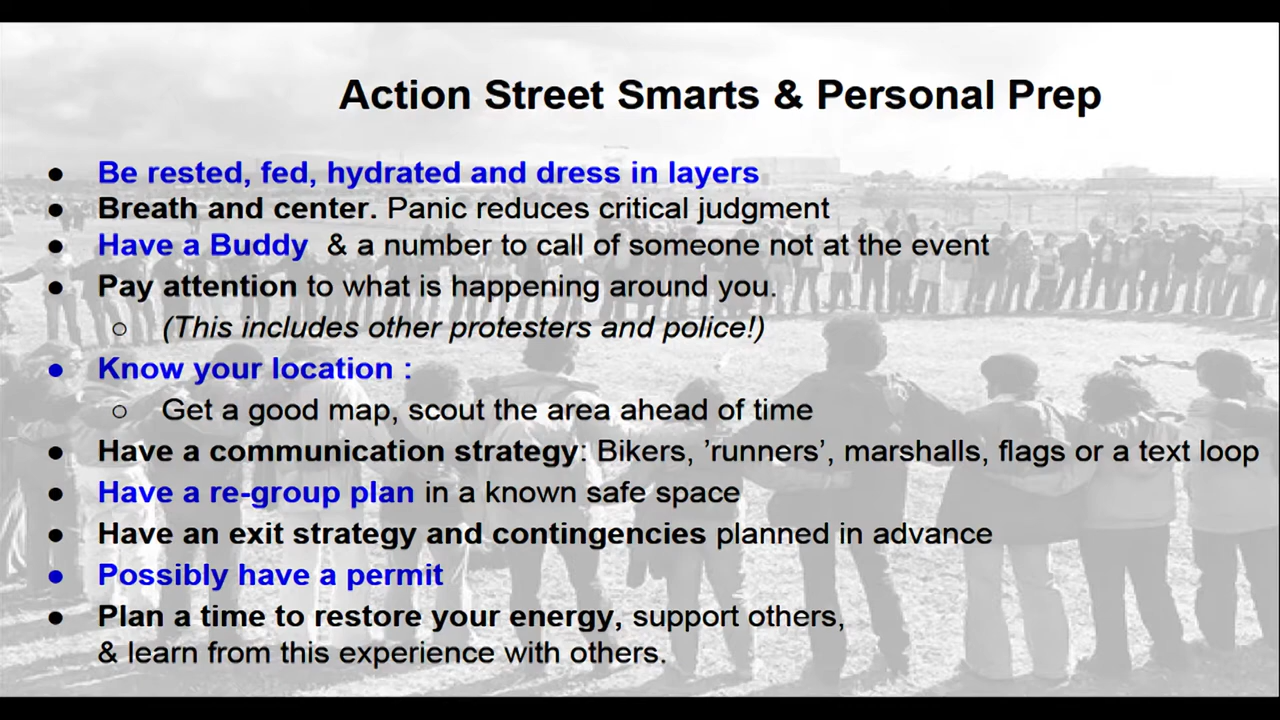 Action Street Smarts & Personal Prep
● Be rested, fed, hydrated and dress in layers
● Breath and center. Panic reduces critical judgment
● Have a Buddy & a number to call of someone not at the event
● Pay attention to what is happening around you.
○ (This includes other protesters and police!)
● Know your location :
○ Get a good map, scout the area ahead of time
● Have a communication strategy: Bikers, ’runners’, marshalls, flags or a text loop
● Have a re-group plan in a known safe space
● Have an exit strategy and contingencies planned in advance
● Possibly have a permit
● Plan a time to restore your energy, support others,
& learn from this experience with others.